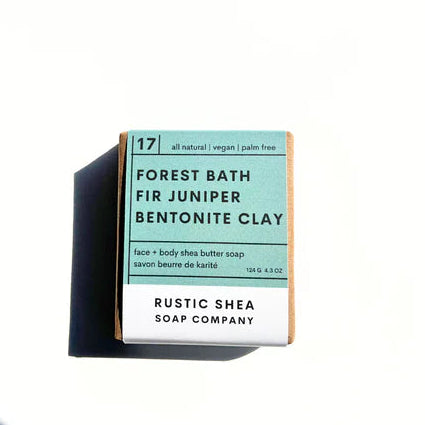 17
all natural | vegan | palm free
FOREST BATH
FIR JUNIPER
BENTONITE CLAY
face + body shea butter soap
savon beurre de karité
124 G 4.3 OZ
RUSTIC SHEA
SOAP COMPANY